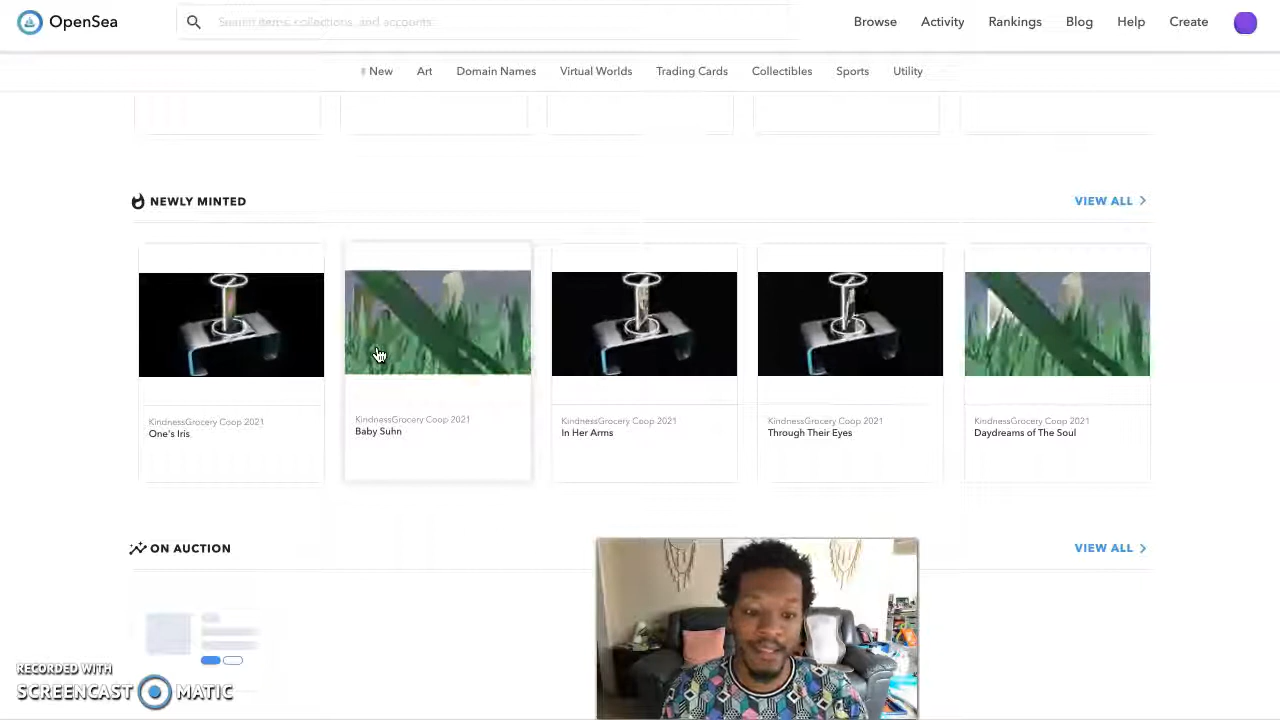 OpenSea
Search items, collections, and accounts
Browse Activity Rankings Blog Help Create
New Art Domain Names Virtual Worlds Trading Cards Collectibles Sports Utility
NEWLY MINTED
VIEW ALL
KindnessGrocery Coop 2021
One's Iris
KindnessGrocery Coop 2021
Baby Suhn
KindnessGrocery Coop 2021
In Her Arms
KindnessGrocery Coop 2021
Through Their Eyes
KindnessGrocery Coop 2021
Daydreams of The Soul
ON AUCTION
VIEW ALL
RECORDED WITH
SCREENCAST MATIC